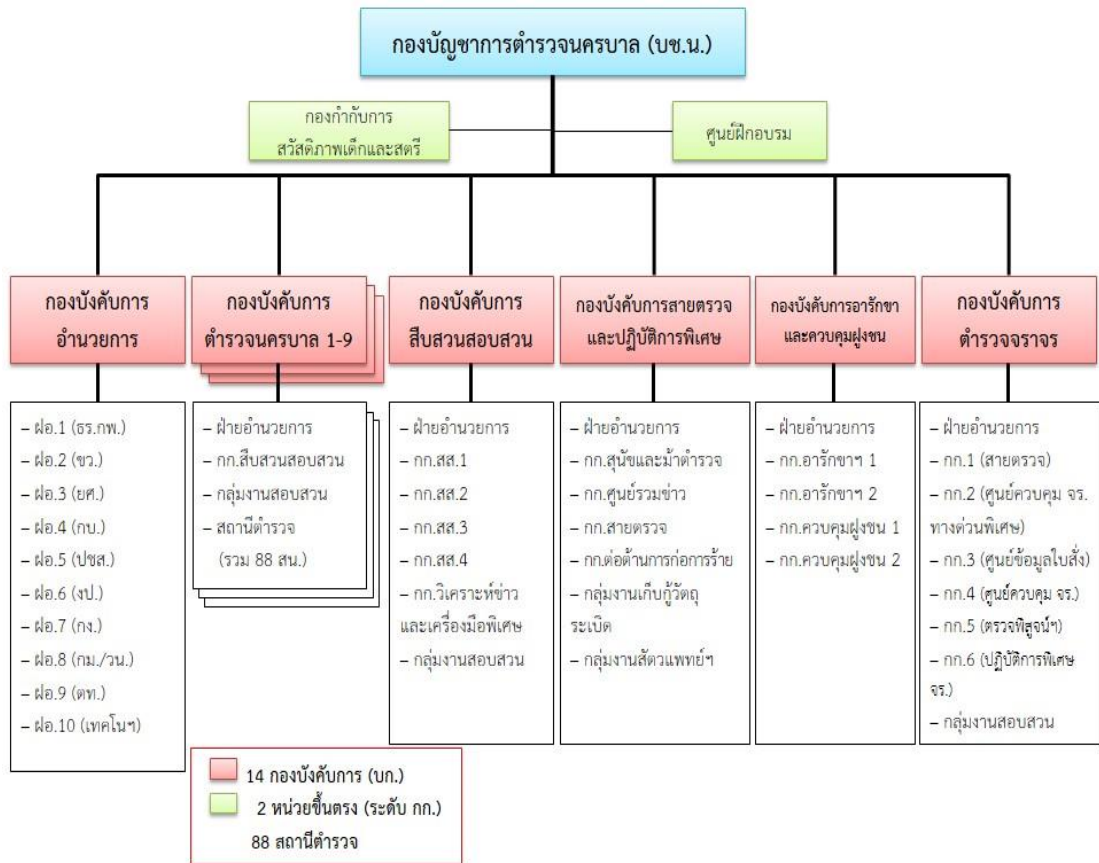 กองบัญชาการตำรวจนครบาล (บช.น.)
กองกำกับการ
สวัสดิภาพเด็กและสตรี
ศูนย์ฝึกอบรม
กองบังคับการ
อำนวยการ
กองบังคับการ
ตำรวจนครบาล 1-9
กองบังคับการ
สืบสวนสอบสวน
กองบังคับการสายตรวจ
และปฏิบัติการพิเศษ
กองบังคับการอารักขา
และควบคุมฝูงชน
กองบังคับการ
ตำรวจจราจร
– ฝอ.1 (ธร.กพ.)
– ฝอ.2 (ขว.)
– ฝอ.3 (ยศ.)
– ฝอ.4 (กบ.)
– ฝอ.5 (ปชส.)
– ฝอ.6 (งป.)
– ฝอ.7 (กง.)
– ฝอ.8 (กม./วน.)
– ฝอ.9 (ตท.)
– ฝอ.10 (เทคโนฯ)
– ฝ่ายอำนวยการ
– กก.สืบสวนสอบสวน
– กลุ่มงานสอบสวน
– สถานีตำรวจ
(รวม 88 สน.)
– ฝ่ายอำนวยการ
– กก.สส.1
– กก.สส.2
– กก.สส.3
– กก.สส.4
– กก.วิเคราะห์ข่าว
และเครื่องมือพิเศษ
– กลุ่มงานสอบสวน
– ฝ่ายอำนวยการ
– กก.สุนัขและม้าตำรวจ
– กก.ศูนย์รวมข่าว
– กก.สายตรวจ
– กก.ต่อต้านการก่อการร้าย
– กลุ่มงานเก็บกู้วัตถุ
ระเบิด
– กลุ่มงานสัตวแพทย์ฯ
– ฝ่ายอำนวยการ
– กก.อารักขาฯ 1
– กก.อารักขาฯ 2
– กก.ควบคุมฝูงชน 1
– กก.ควบคุมฝูงชน 2
– ฝ่ายอำนวยการ
– กก.1 (สายตรวจ)
– กก.2 (ศูนย์ควบคุม จร.
ทางด่วนพิเศษ)
– กก.3 (ศูนย์ข้อมูลใบสั่ง)
– กก.4 (ศูนย์ควบคุม จร.)
– กก.5 (ตรวจพิสูจน์ฯ)
– กก.6 (ปฏิบัติการพิเศษ
จร.)
– กลุ่มงานสอบสวน
14 กองบังคับการ (บก.)
2 หน่วยขึ้นตรง (ระดับ กก.)
88 สถานีตำรวจ